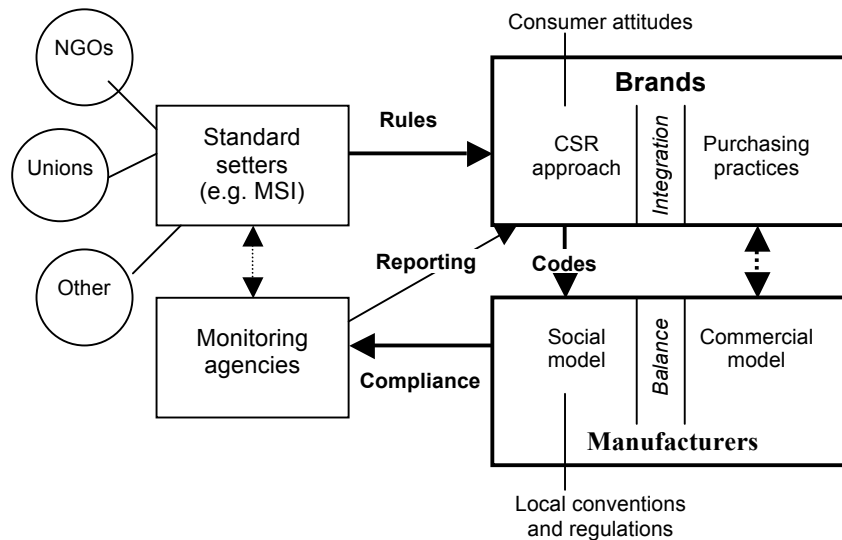 Consumer attitudes
NGOs
Brands
Standard
setters
(e.g. MSI)
Rules
CSR
approach
Integration
Purchasing
practices
Unions
Reporting
Codes
Other
Monitoring
agencies
Compliance
Social
model
Balance
Commercial
model
Manufacturers
Local conventions
and regulations